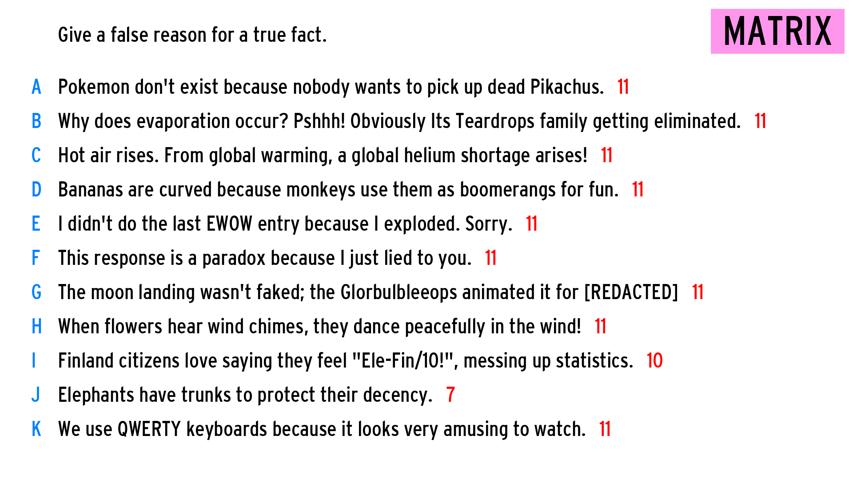 Give a false reason for a true fact.
MATRIX
A Pokemon don't exist because nobody wants to pick up dead Pikachus. 11
B Why does evaporation occur? Pshhh! Obviously Its Teardrops family getting eliminated. 11
C Hot air rises. From global warming, a global helium shortage arises! 11
D Bananas are curved because monkeys use them as boomerangs for fun. 11
E I didn't do the last EWOW entry because I exploded. Sorry. 11
F This response is a paradox because I just lied to you. 11
G The moon landing wasn't faked; the Glorbulbleeops animated it for [REDACTED] 11
H When flowers hear wind chimes, they dance peacefully in the wind! 11
I Finland citizens love saying they feel "Ele-Fin/10!", messing up statistics. 10
J Elephants have trunks to protect their decency. 7
K We use QWERTY keyboards because it looks very amusing to watch. 11